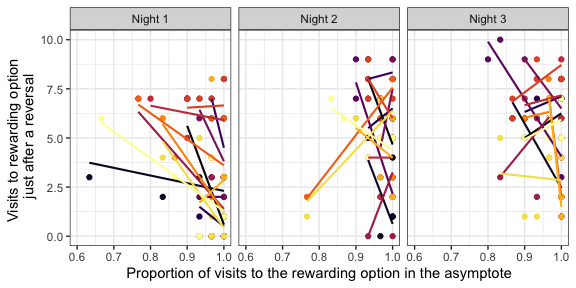 Night 1
Night 2
Night 3
Visits to rewarding option
just after a reversal
10.0
7.5
5.0
2.5
0.0
0.6 0.7 0.8 0.9 1.0
0.6 0.7 0.8 0.9 1.0
0.6 0.7 0.8 0.9 1.0
Proportion of visits to the rewarding option in the asymptote